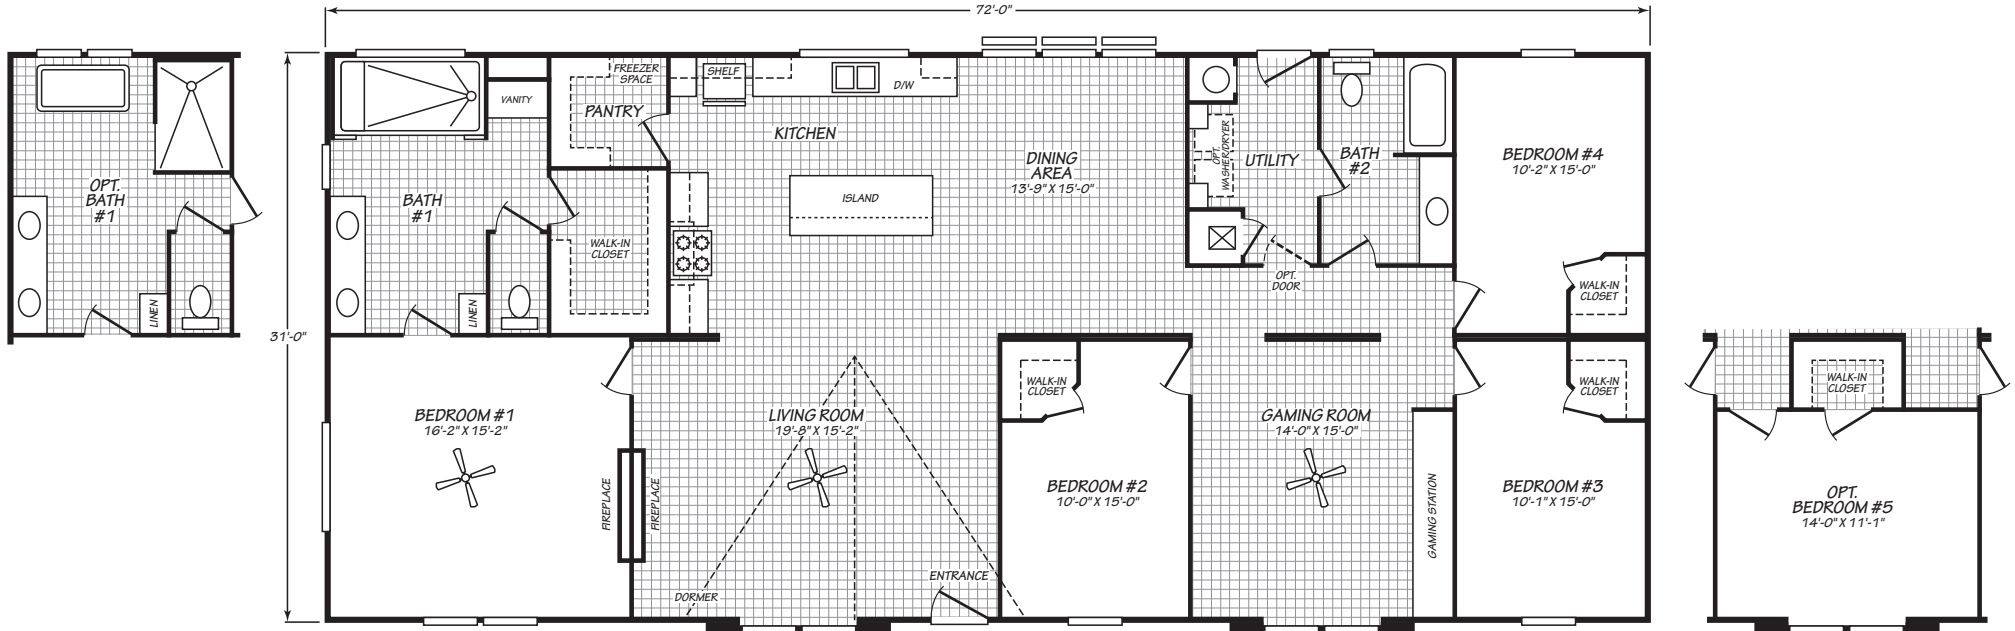 72'-0"
31'-0"
OPT.
BATH
#1
LINEN
VANITY
BATH
#1
LINEN
FREEZER
SPACE
PANTRY
WALK-IN
CLOSET
SHELF
D/W
KITCHEN
ISLAND
DINING
AREA
13'-9" X 15'-0"
OPT.
WASHER/DRYER
UTILITY
OPT.
DOOR
BATH
#2
BEDROOM #4
10'-2" X 15'-0"
WALK-IN
CLOSET
BEDROOM #1
16'-2" X 15'-2"
FIREPLACE
FIREPLACE
LIVING ROOM
19'-8" X 15'-2"
DORMER
ENTRANCE
WALK-IN
CLOSET
BEDROOM #2
10'-0" X 15'-0"
GAMING ROOM
14'-0" X 15'-0"
GAMING STATION
WALK-IN
CLOSET
BEDROOM #3
10'-1" X 15'-0"
WALK-IN
CLOSET
OPT.
BEDROOM #5
14'-0" X 11'-1"